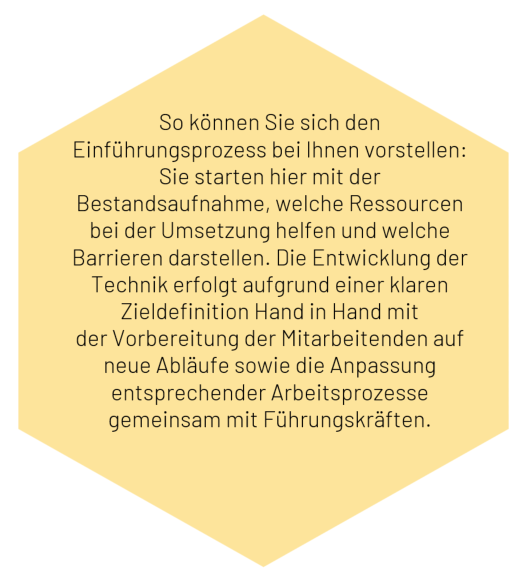 So können Sie sich den
Einführungsprozess bei Ihnen vorstellen:
Sie starten hier mit der
Bestandsaufnahme, welche Ressourcen
bei der Umsetzung helfen und welche
Barrieren darstellen. Die Entwicklung der
Technik erfolgt aufgrund einer klaren
Zieldefinition Hand in Hand mit
der Vorbereitung der Mitarbeitenden auf
neue Abläufe sowie die Anpassung
entsprechender Arbeitsprozesse
gemeinsam mit Führungskräften.